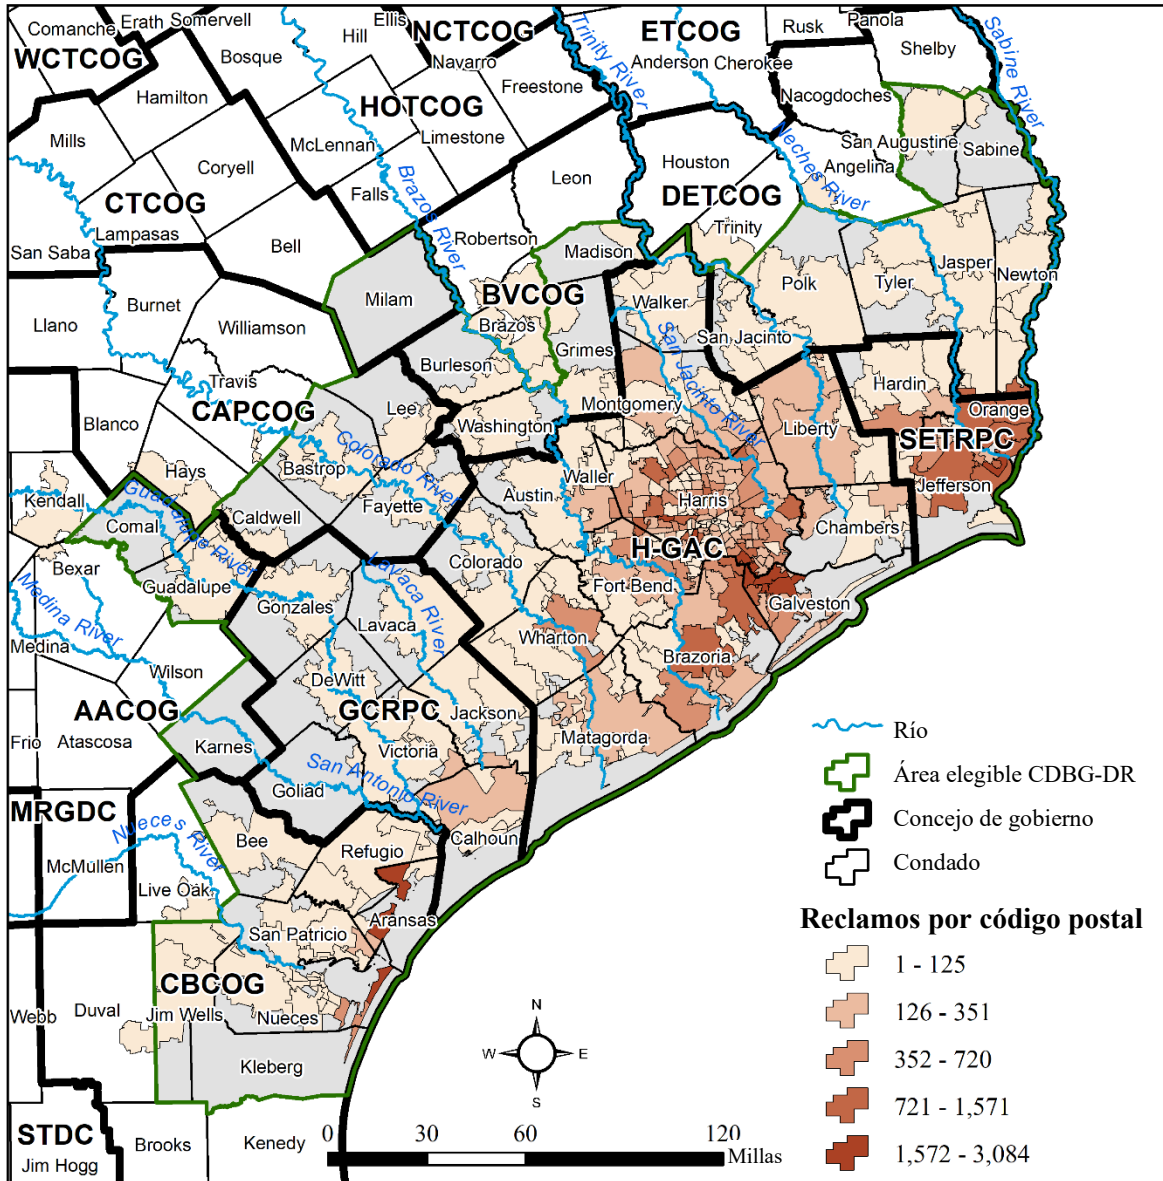 Comanche
Erath
Somervell
Bosque
Hill
Ellis
NCTCOG
Navarro
Trinity River
ETCOG
Anderson
Cherokee
Rusk
Panola
Shelby
Sabine River
WCTCOG
Hamilton
HOTCOG
Freestone
Nacogdoches
Mills
McLennan
Limestone
Neches River
San Augustine
Sabine
Coryell
Brazos River
Falls
Leon
Houston
Angelina
CTCOG
Lampasas
DETCOG
San Saba
Bell
Robertson
Madison
Trinity
Burnet
Milam
BVCOG
Walker
Polk
Tyler
Jasper
Newton
Llano
Williamson
Brazos
San Jacinto River
San Jacinto
Burleson
Grimes
Travis
Hardin
CAPCOG
Lee
Montgomery
Orange
Blanco
Washington
Liberty
SETRPC
Colorado River
Hays
Bastrop
Waller
Jefferson
Kendall
Guadalupe River
Austin
Harris
Fayette
Comal
Caldwell
Chambers
H-GAC
Bexar
Lavaca River
Colorado
Medina River
Guadalupe
Fort Bend
Gonzales
Galveston
Lavaca
Wharton
Medina
Brazoria
Wilson
DeWitt
AACOG
GCRPC
Jackson
Frio
Atascosa
Karnes
Victoria
Matagorda
San Antonio River
Goliad
MRGDC
Nueces River
Bee
Calhoun
Refugio
McMullen
Live Oak
Aransas
San Patricio
CBCOG
Duval
Jim Wells
Webb
Nueces
Kleberg
STDC
Jim Hogg
Brooks
Kenedy
N
W
E
S
0
30
60
120
Millas
Río
Área elegible CDBG-DR
Concejo de gobierno
Condado
Reclamos por código postal
1 - 125
126 - 351
352 - 720
721 - 1,571
1,572 - 3,084